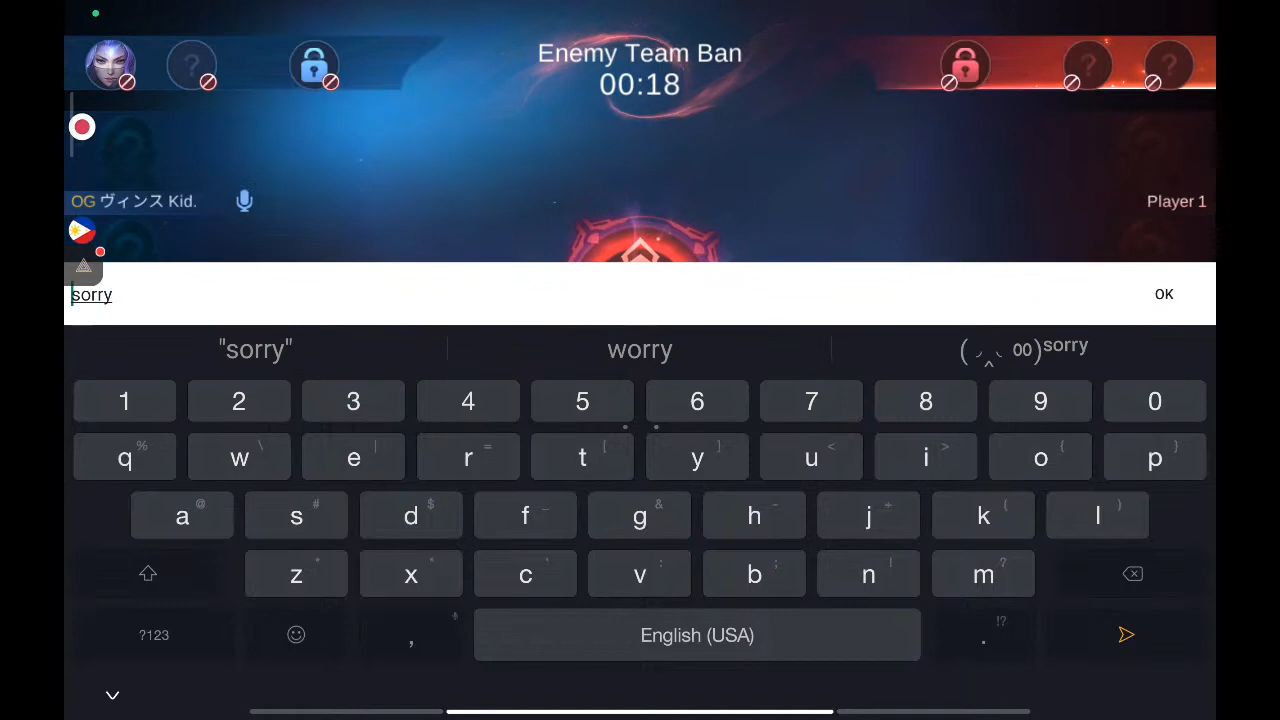 Enemy Team Ban
00:18
OG ヴィンス Kid.
Player 1
sorry
OK
"sorry" worry ( ◞‸◟ 00)sorry
1 2 3 4 5 6 7 8 9 0
q % w \ e | r = t [ y ] u < i > o { p }
a @ s # d $ f _ g & h - j + k ( l )
z * x " c ' v : b ; n ! m ?
?123 , English (USA) . !?